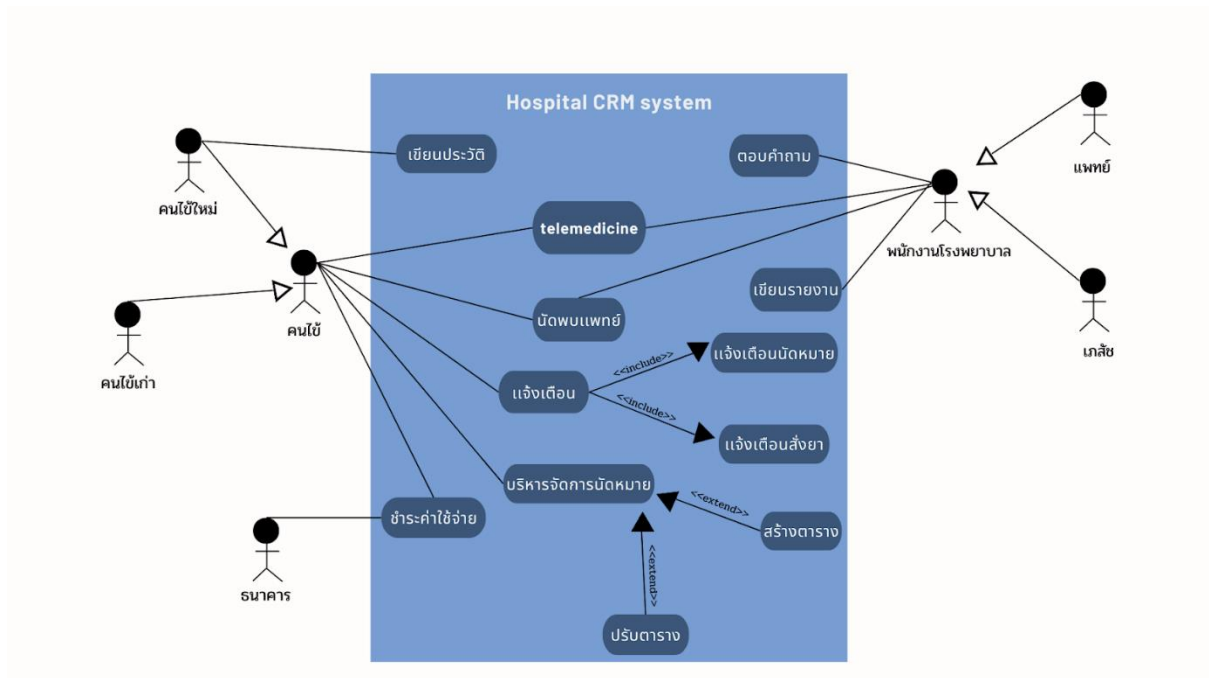 Hospital CRM system
เขียนประวัติ
ตอบคำถาม
แพทย์
คนไข้ใหม่
telemedicine
พนักงานโรงพยาบาล
เขียนรายงาน
นัดพบแพทย์
คนไข้
แจ้งเตือนนัดหมาย
<<include>>
เภสัช
คนไข้เก่า
แจ้งเตือน
<<include>>
แจ้งเตือนสั่งยา
บริหารจัดการนัดหมาย
<<extend>>
ชำระค่าใช้จ่าย
สร้างตาราง
<<extend>>
ธนาคาร
ปรับตาราง